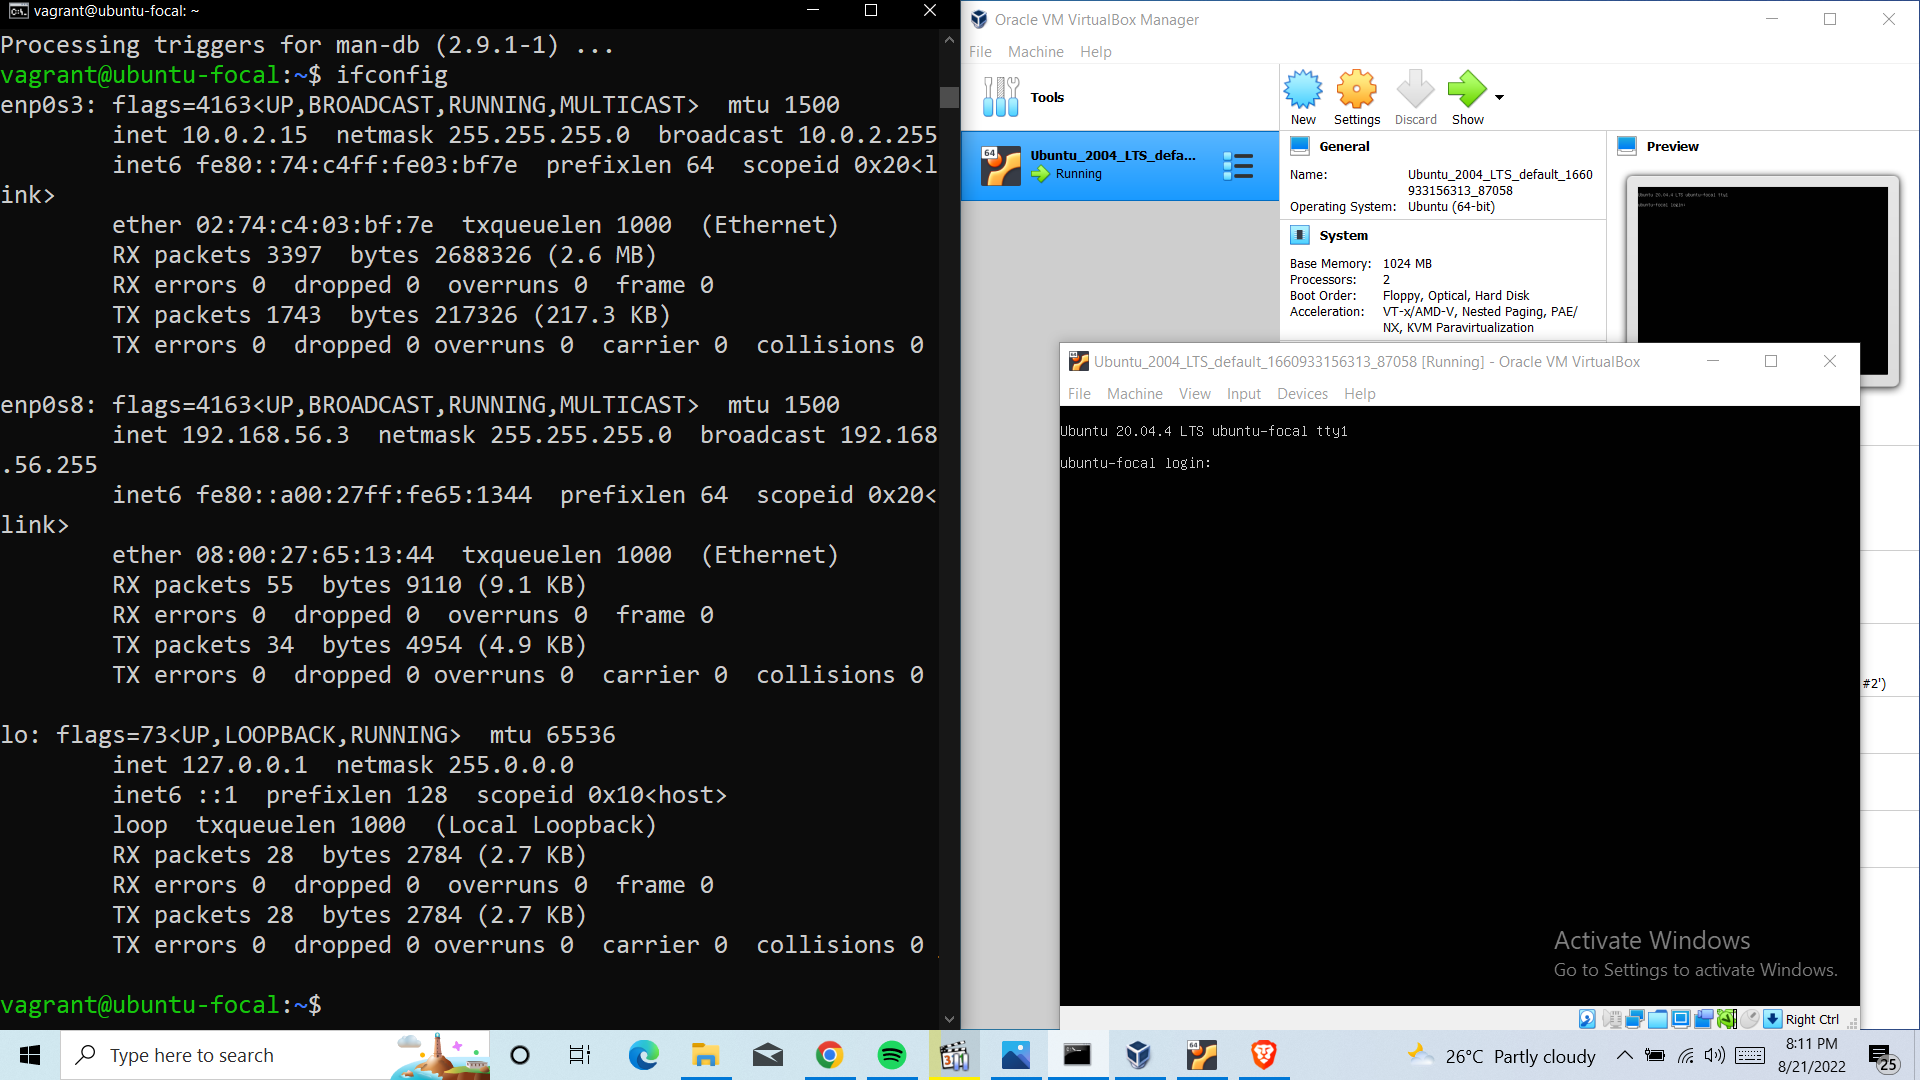 vagrant@ubuntu-focal: ~
Processing triggers for man-db (2.9.1-1) ...
vagrant@ubuntu-focal:~$ ifconfig
enp0s3: flags=4163<UP,BROADCAST,RUNNING,MULTICAST>  mtu 1500
        inet 10.0.2.15  netmask 255.255.255.0  broadcast 10.0.2.255
        inet6 fe80::74:c4ff:fe03:bf7e  prefixlen 64  scopeid 0x20<l
ink>
        ether 02:74:c4:03:bf:7e  txqueuelen 1000  (Ethernet)
        RX packets 3397  bytes 2688326 (2.6 MB)
        RX errors 0  dropped 0  overruns 0  frame 0
        TX packets 1743  bytes 217326 (217.3 KB)
        TX errors 0  dropped 0 overruns 0  carrier 0  collisions 0
enp0s8: flags=4163<UP,BROADCAST,RUNNING,MULTICAST>  mtu 1500
        inet 192.168.56.3  netmask 255.255.255.0  broadcast 192.168
.56.255
        inet6 fe80::a00:27ff:fe65:1344  prefixlen 64  scopeid 0x20<
link>
        ether 08:00:27:65:13:44  txqueuelen 1000  (Ethernet)
        RX packets 55  bytes 9110 (9.1 KB)
        RX errors 0  dropped 0  overruns 0  frame 0
        TX packets 34  bytes 4954 (4.9 KB)
        TX errors 0  dropped 0 overruns 0  carrier 0  collisions 0
lo: flags=73<UP,LOOPBACK,RUNNING>  mtu 65536
        inet 127.0.0.1  netmask 255.0.0.0
        inet6 ::1  prefixlen 128  scopeid 0x10<host>
        loop  txqueuelen 1000  (Local Loopback)
        RX packets 28  bytes 2784 (2.7 KB)
        RX errors 0  dropped 0  overruns 0  frame 0
        TX packets 28  bytes 2784 (2.7 KB)
        TX errors 0  dropped 0 overruns 0  carrier 0  collisions 0
vagrant@ubuntu-focal:~$
Oracle VM VirtualBox Manager
File Machine Help
Tools
New Settings Discard Show
64
Ubuntu_2004_LTS_defa...
Running
General
Name: Ubuntu_2004_LTS_default_1660
933156313_87058
Operating System: Ubuntu (64-bit)
System
Base Memory: 1024 MB
Processors: 2
Boot Order: Floppy, Optical, Hard Disk
Acceleration: VT-x/AMD-V, Nested Paging, PAE/
NX, KVM Paravirtualization
Preview
Ubuntu 20.04.4 LTS ubuntu-focal tty1
ubuntu-focal login:
#2')
Ubuntu_2004_LTS_default_1660933156313_87058 [Running] - Oracle VM VirtualBox
File Machine View Input Devices Help
Ubuntu 20.04.4 LTS ubuntu-focal tty1
ubuntu-focal login:
Activate Windows
Go to Settings to activate Windows.
Right Ctrl
Type here to search
26°C Partly cloudy
8:11 PM
8/21/2022
25